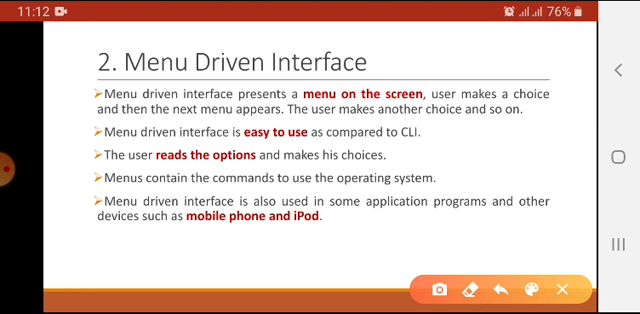 11:12
76%
2. Menu Driven Interface
➢Menu driven interface presents a menu on the screen, user makes a choice
and then the next menu appears. The user makes another choice and so on.
➢Menu driven interface is easy to use as compared to CLI.
➢The user reads the options and makes his choices.
➢Menus contain the commands to use the operating system.
➢Menu driven interface is also used in some application programs and other
devices such as mobile phone and iPod.